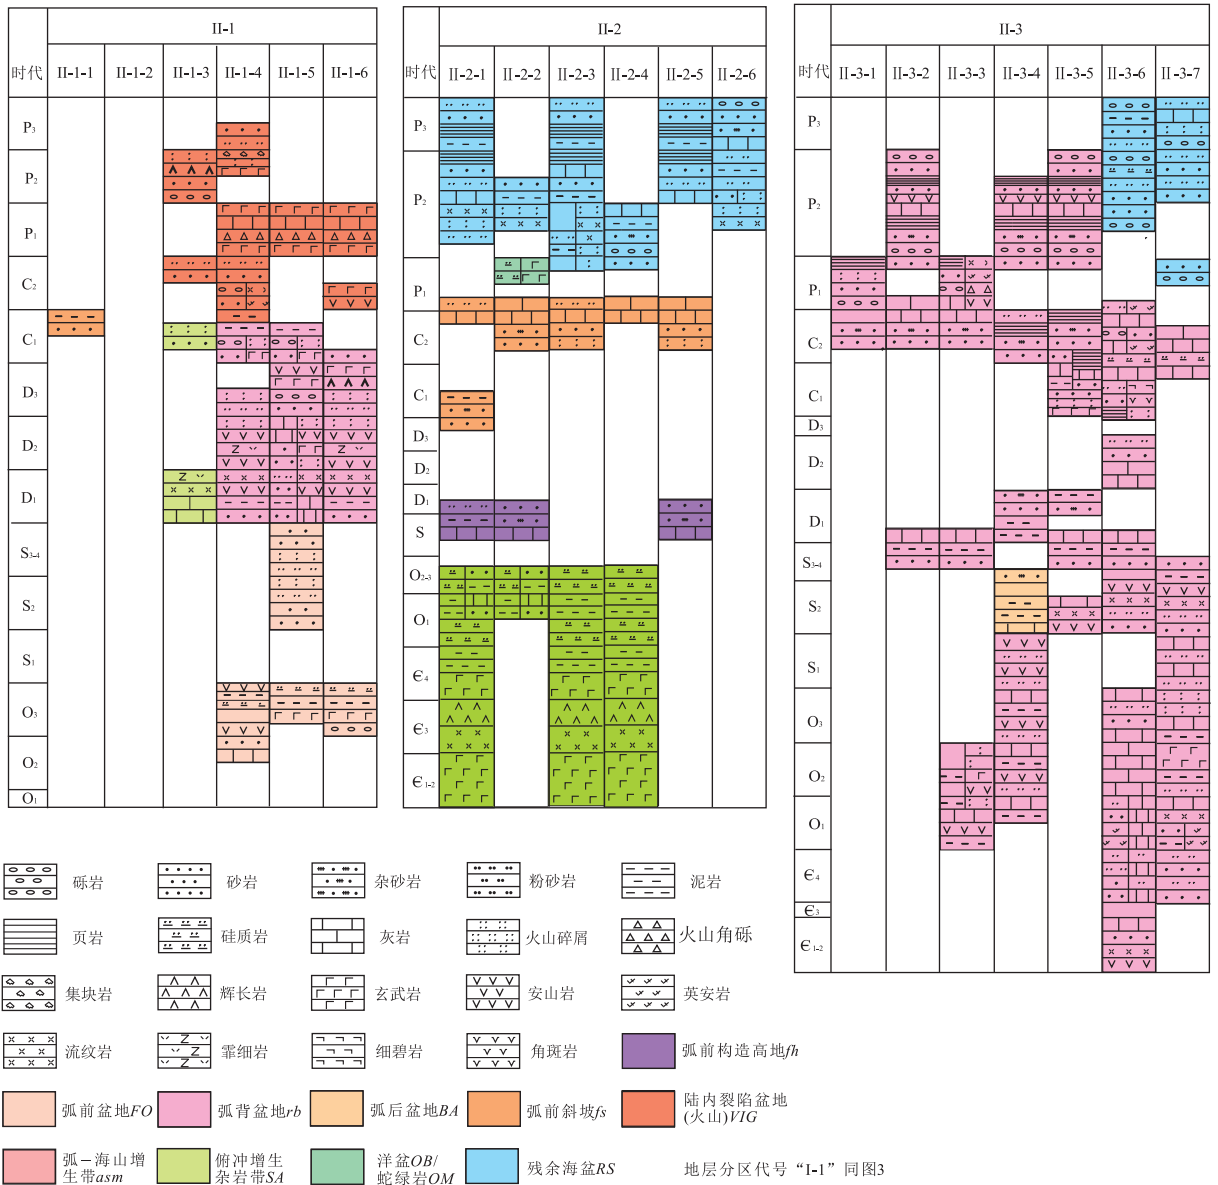 II-1
时代 II-1-1 II-1-2 II-1-3 II-1-4 II-1-5 II-1-6
P3
P2
P1
C2
C1
D3
D2
D1
S3-4
S2
S1
O3
O2
O1
II-2
时代 II-2-1 II-2-2 II-2-3 II-2-4 II-2-5 II-2-6
P3
P2
P1
C2
C1
D3
D2
D1
S
O2-3
O1
Є4
Є3
Є1-2
II-3
时代 II-3-1 II-3-2 II-3-3 II-3-4 II-3-5 II-3-6 II-3-7
P3
P2
P1
C2
C1
D3
D2
D1
S3-4
S2
S1
O3
O2
O1
Є4
Є3
Є1-2
砾岩 砂岩 杂砂岩 粉砂岩 泥岩
页岩 硅质岩 灰岩 火山碎屑 火山角砾
集块岩 辉长岩 玄武岩 安山岩 英安岩
流纹岩 霏细岩 细碧岩 角斑岩 弧前构造高地fh
弧前盆地FO 弧背盆地rb 弧后盆地BA 弧前斜坡fs 陆内裂陷盆地
(火山)VIG
弧-海山增
生带asm
俯冲增生
杂岩带SA
洋盆OB/
蛇绿岩OM
残余海盆RS
地层分区代号“I-1”同图3